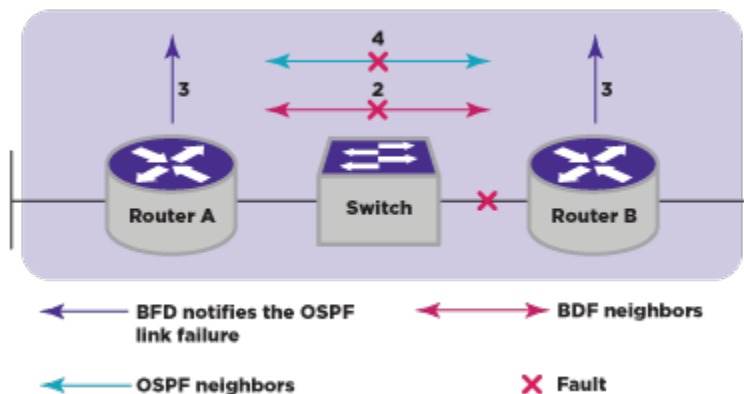 4
3
2
3
Router A
Switch
Router B
BFD notifies the OSPF
link failure
BDF neighbors
OSPF neighbors
Fault